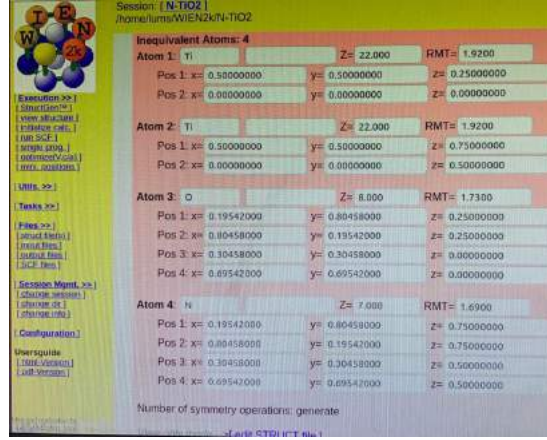 WIEN 2k
Session: [ N-TiO2 ]
/home/lums/WIEN2k/N-TiO2
[ Execution >> ]
[ StructGen™ ]
[ view structure ]
[ initialize calc. ]
[ run SCF ]
[ single prog. ]
[ optimize(V,c/a) ]
[ mini. positions ]
[ Utils. >> ]
[ Tasks >> ]
[ Files >> ]
[ struct file(s) ]
[ input files ]
[ output files ]
[ SCF files ]
[ Session Mgmt. >> ]
[ change session ]
[ change dir ]
[ change info ]
[ Configuration ]
Usersguide
[ html-Version ]
[ pdf-Version ]
Inequivalent Atoms: 4
Atom 1: Ti Z= 22.000 RMT= 1.9200
Pos 1: x= 0.50000000 y= 0.50000000 z= 0.25000000
Pos 2: x= 0.00000000 y= 0.00000000 z= 0.00000000
Atom 2: Ti Z= 22.000 RMT= 1.9200
Pos 1: x= 0.50000000 y= 0.50000000 z= 0.75000000
Pos 2: x= 0.00000000 y= 0.00000000 z= 0.50000000
Atom 3: O Z= 8.000 RMT= 1.7300
Pos 1: x= 0.19542000 y= 0.80458000 z= 0.25000000
Pos 2: x= 0.80458000 y= 0.19542000 z= 0.25000000
Pos 3: x= 0.30458000 y= 0.30458000 z= 0.00000000
Pos 4: x= 0.69542000 y= 0.69542000 z= 0.00000000
Atom 4: N Z= 7.000 RMT= 1.6900
Pos 1: x= 0.19542000 y= 0.80458000 z= 0.75000000
Pos 2: x= 0.80458000 y= 0.19542000 z= 0.75000000
Pos 3: x= 0.30458000 y= 0.30458000 z= 0.50000000
Pos 4: x= 0.69542000 y= 0.69542000 z= 0.50000000
Number of symmetry operations: generate
[ edit STRUCT file ]